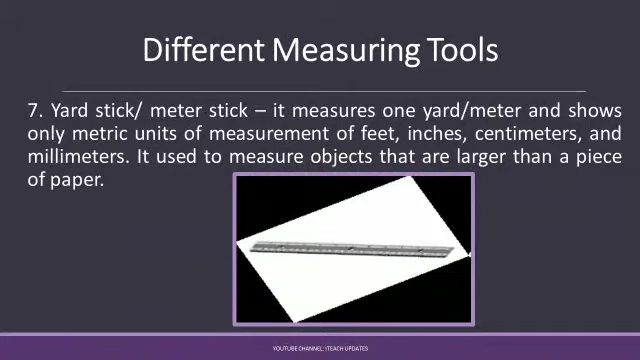 Different Measuring Tools
7. Yard stick/ meter stick – it measures one yard/meter and shows
only metric units of measurement of feet, inches, centimeters, and
millimeters. It used to measure objects that are larger than a piece
of paper.
YOUTUBE CHANNEL: ITEACH UPDATES